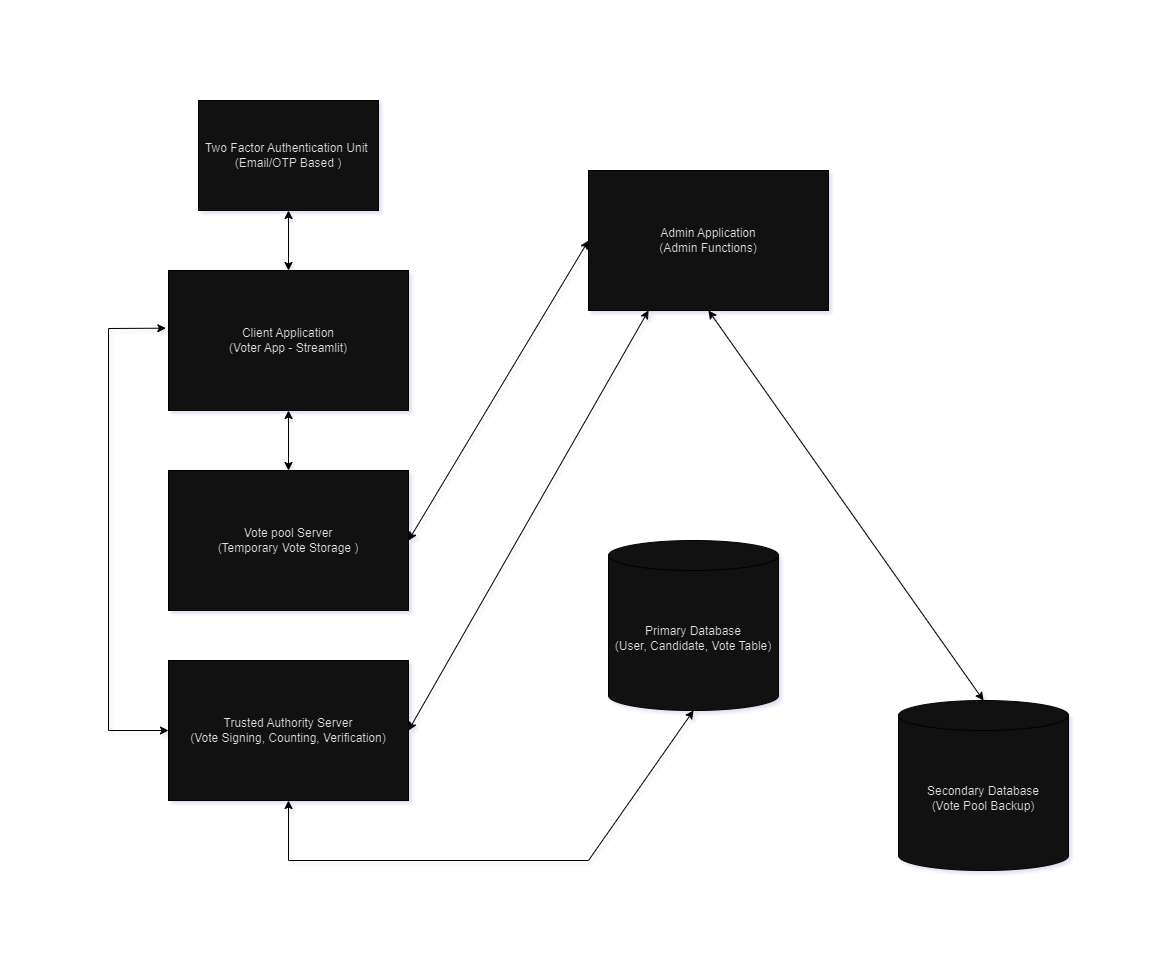 Two Factor Authentication Unit
(Email/OTP Based )
Admin Application
(Admin Functions)
Client Application
(Voter App - Streamlit)
Vote pool Server
(Temporary Vote Storage )
Primary Database
(User, Candidate, Vote Table)
Trusted Authority Server
(Vote Signing, Counting, Verification)
Secondary Database
(Vote Pool Backup)